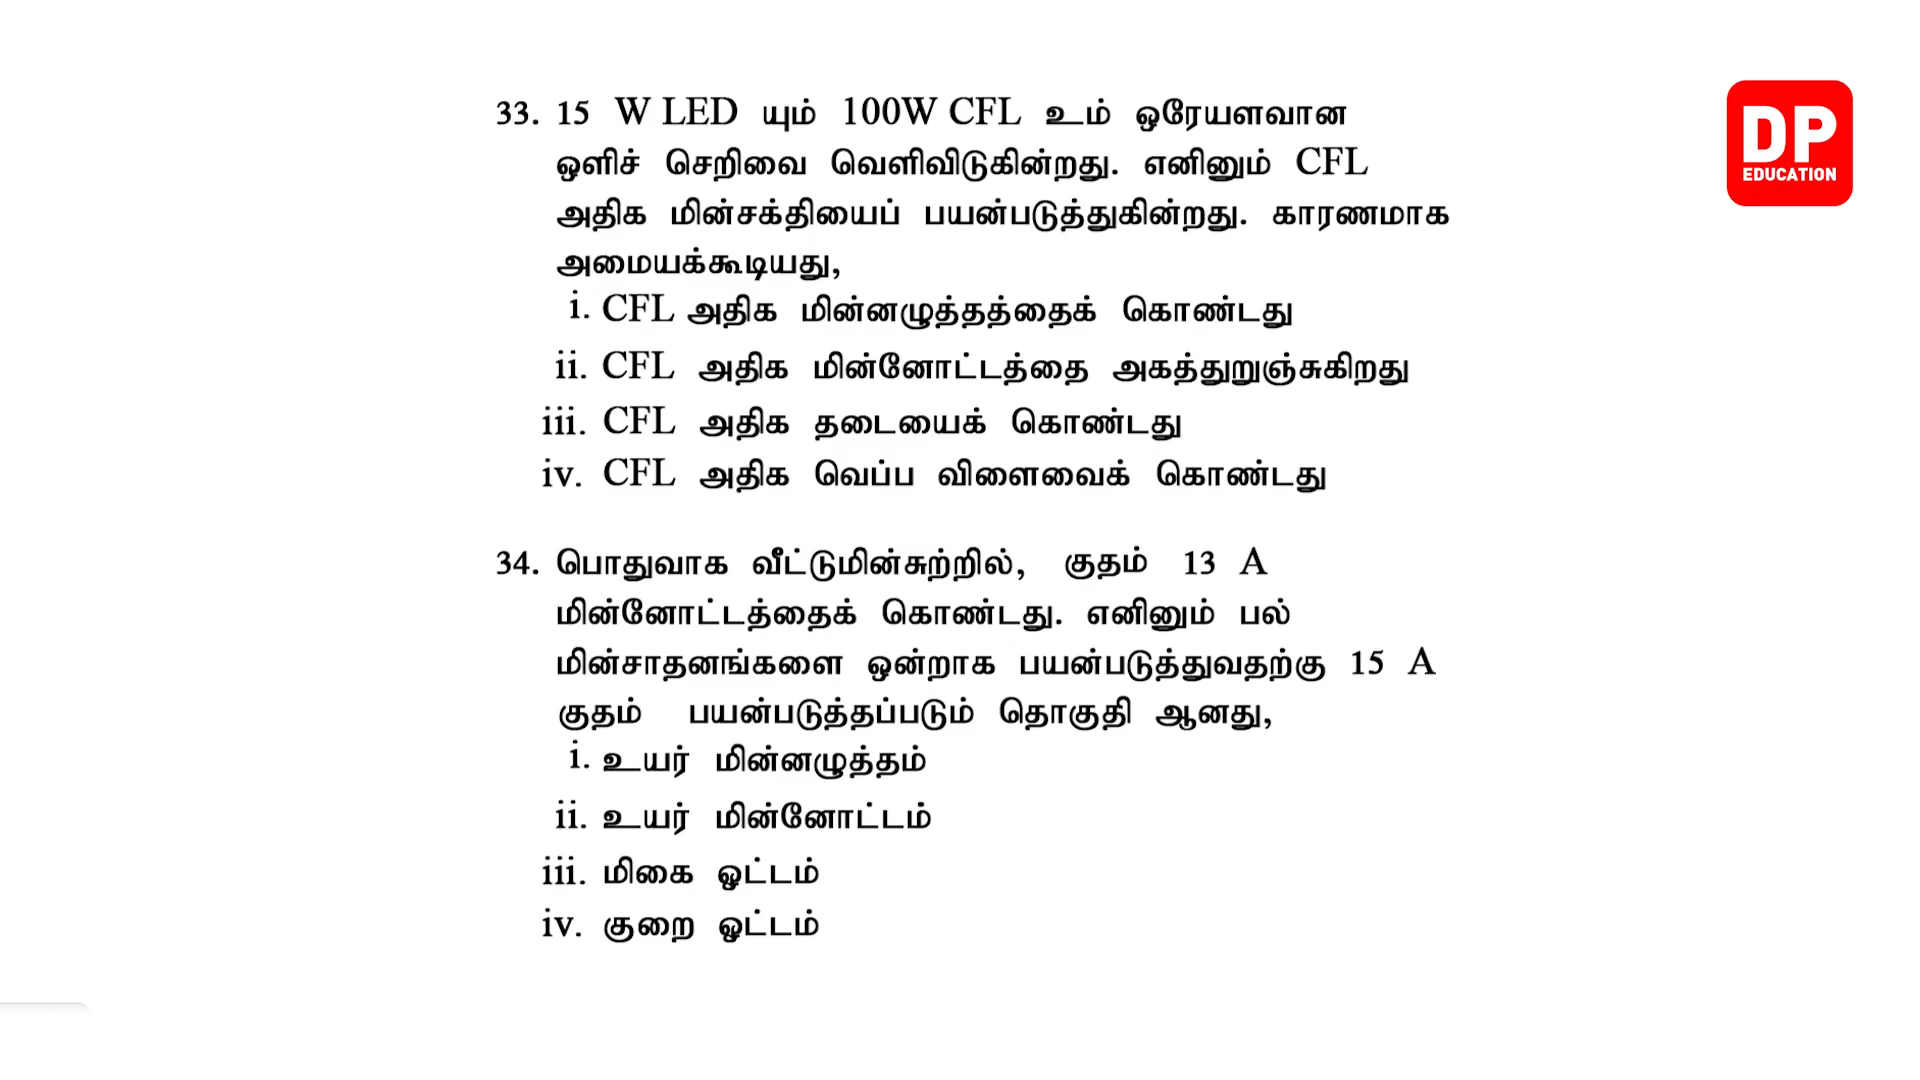 DP
EDUCATION
33. 15 W LED யும் 100W CFL உம் ஒரேயளவான
ஒளிச் செறிவை வெளிவிடுகின்றது. எனினும் CFL
அதிக மின்சக்தியைப் பயன்படுத்துகின்றது. காரணமாக
அமையக்கூடியது,
i. CFL அதிக மின்னழுத்தத்தைக் கொண்டது
ii. CFL அதிக மின்னோட்டத்தை அகத்துறுஞ்சுகிறது
iii. CFL அதிக தடையைக் கொண்டது
iv. CFL அதிக வெப்ப விளைவைக் கொண்டது
34. பொதுவாக வீட்டுமின்சுற்றில், குதம் 13 A
மின்னோட்டத்தைக் கொண்டது. எனினும் பல்
மின்சாதனங்களை ஒன்றாக பயன்படுத்துவதற்கு 15 A
குதம் பயன்படுத்தப்படும் தொகுதி ஆனது,
i. உயர் மின்னழுத்தம்
ii. உயர் மின்னோட்டம்
iii. மிகை ஒட்டம்
iv. குறை ஒட்டம்